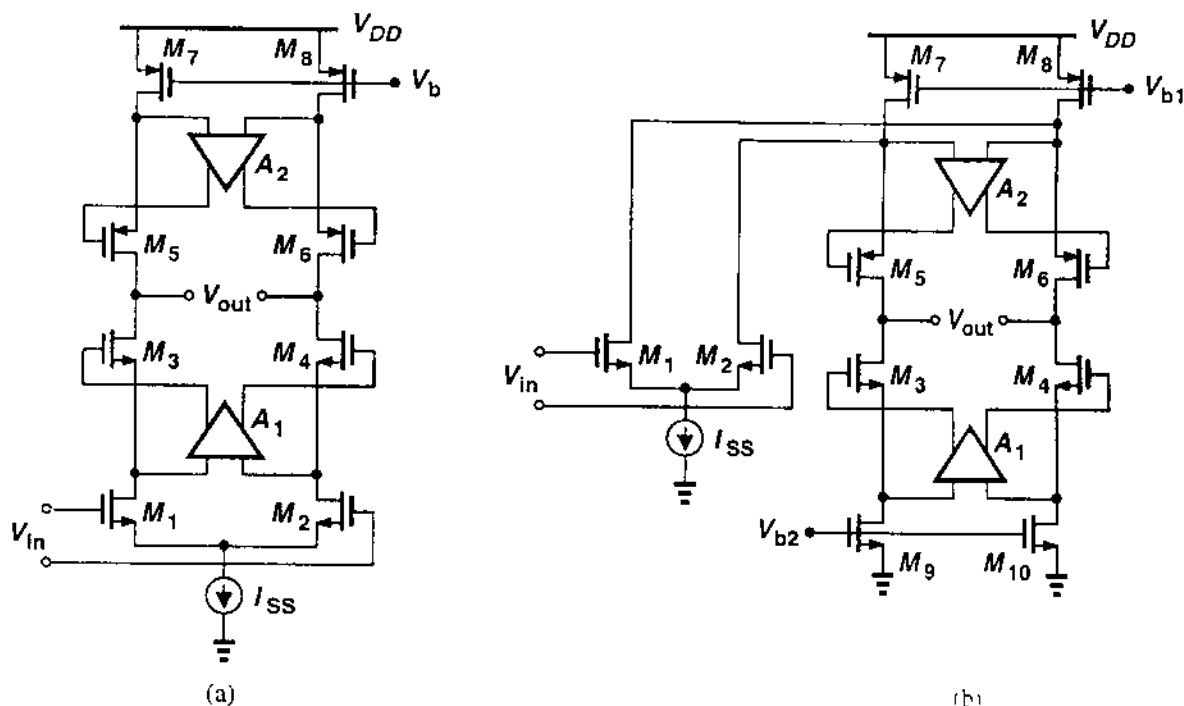 V_DD
M_7
M_8
V_b
A_2
M_5
M_6
V_out
M_3
M_4
A_1
M_1
M_2
V_in
I_SS
(a)
V_DD
M_7
M_8
V_b1
A_2
M_5
M_6
V_out
M_1
M_2
V_in
M_3
M_4
I_SS
A_1
V_b2
M_9
M_10
(b)